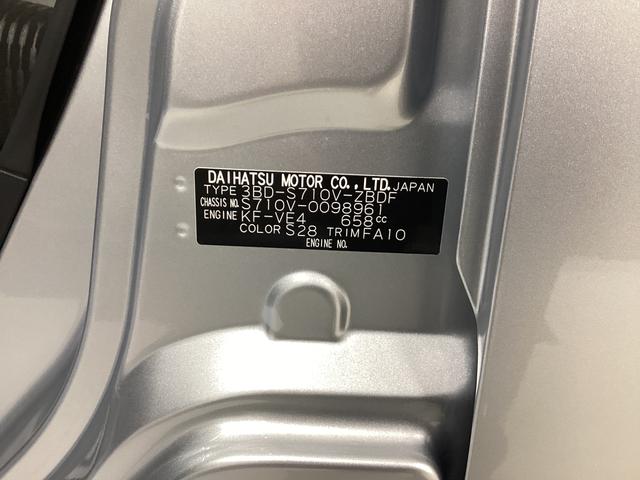 DAIHATSU MOTOR CO., LTD. JAPAN
TYPE 3BD-S710V-ZBDF
CHASSIS NO. S710V-0098961
ENGINE KF-VE4 658cc
COLOR S28 TRIM FA10
ENGINE NO.